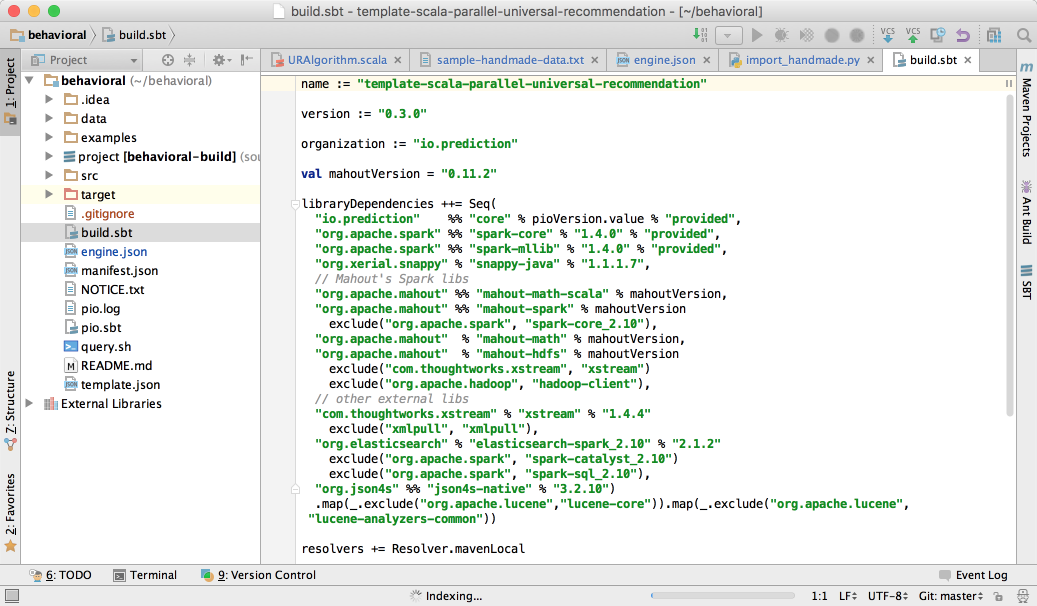 build.sbt - template-scala-parallel-universal-recommendation - [~/behavioral]
behavioral build.sbt
VCS VCS
Project
URAlgorithm.scala sample-handmade-data.txt engine.json import_handmade.py build.sbt
1: Project
Z: Structure
2: Favorites
behavioral (~/behavioral)
.idea
data
examples
project [behavioral-build] (sou
src
target
.gitignore
build.sbt
engine.json
manifest.json
NOTICE.txt
pio.log
pio.sbt
query.sh
README.md
template.json
External Libraries
name := "template-scala-parallel-universal-recommendation"
version := "0.3.0"
organization := "io.prediction"
val mahoutVersion = "0.11.2"
libraryDependencies ++= Seq(
"io.prediction" %% "core" % pioVersion.value % "provided",
"org.apache.spark" %% "spark-core" % "1.4.0" % "provided",
"org.apache.spark" %% "spark-mllib" % "1.4.0" % "provided",
"org.xerial.snappy" % "snappy-java" % "1.1.1.7",
// Mahout's Spark libs
"org.apache.mahout" %% "mahout-math-scala" % mahoutVersion,
"org.apache.mahout" %% "mahout-spark" % mahoutVersion
exclude("org.apache.spark", "spark-core_2.10"),
"org.apache.mahout" % "mahout-math" % mahoutVersion,
"org.apache.mahout" % "mahout-hdfs" % mahoutVersion
exclude("com.thoughtworks.xstream", "xstream")
exclude("org.apache.hadoop", "hadoop-client"),
// other external libs
"com.thoughtworks.xstream" % "xstream" % "1.4.4"
exclude("xmlpull", "xmlpull"),
"org.elasticsearch" % "elasticsearch-spark_2.10" % "2.1.2"
exclude("org.apache.spark", "spark-catalyst_2.10")
exclude("org.apache.spark", "spark-sql_2.10"),
"org.json4s" %% "json4s-native" % "3.2.10")
.map(_.exclude("org.apache.lucene","lucene-core")).map(_.exclude("org.apache.lucene",
"lucene-analyzers-common"))
resolvers += Resolver.mavenLocal
m Maven Projects
Ant Build
SBT
6: TODO Terminal 9: Version Control Event Log
Indexing... 1:1 LF UTF-8 Git: master